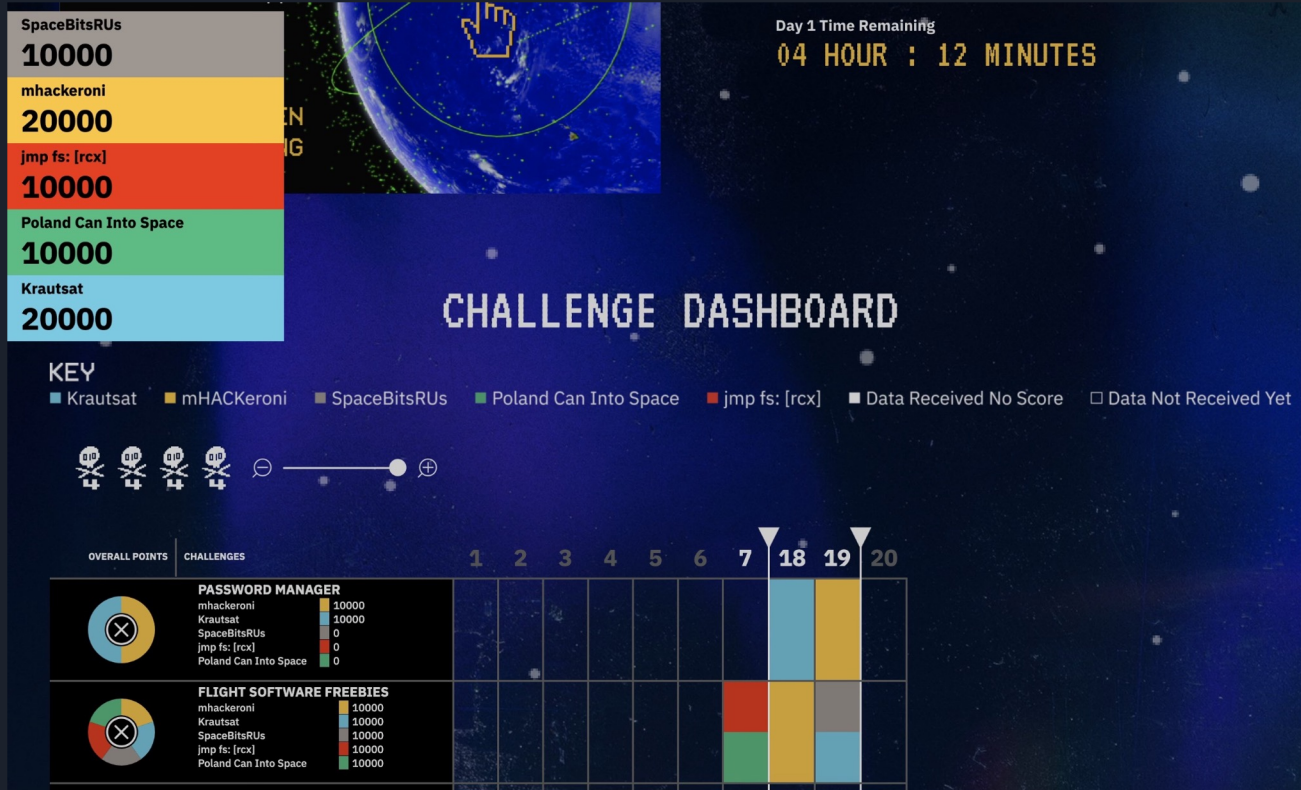 SpaceBitsRUs
10000
mhackeroni
20000
jmp fs: [rcx]
10000
Poland Can Into Space
10000
Krautsat
20000
EN
NG
Day 1 Time Remaining
04 HOUR : 12 MINUTES
CHALLENGE DASHBOARD
KEY
Krautsat mHACKeroni SpaceBitsRUs Poland Can Into Space jmp fs: [rcx] Data Received No Score Data Not Received Yet
OVERALL POINTS CHALLENGES 1 2 3 4 5 6 7 18 19 20
PASSWORD MANAGER
mhackeroni 10000
Krautsat 10000
SpaceBitsRUs 0
jmp fs: [rcx] 0
Poland Can Into Space 0
FLIGHT SOFTWARE FREEBIES
mhackeroni 10000
Krautsat 10000
SpaceBitsRUs 10000
jmp fs: [rcx] 10000
Poland Can Into Space 10000